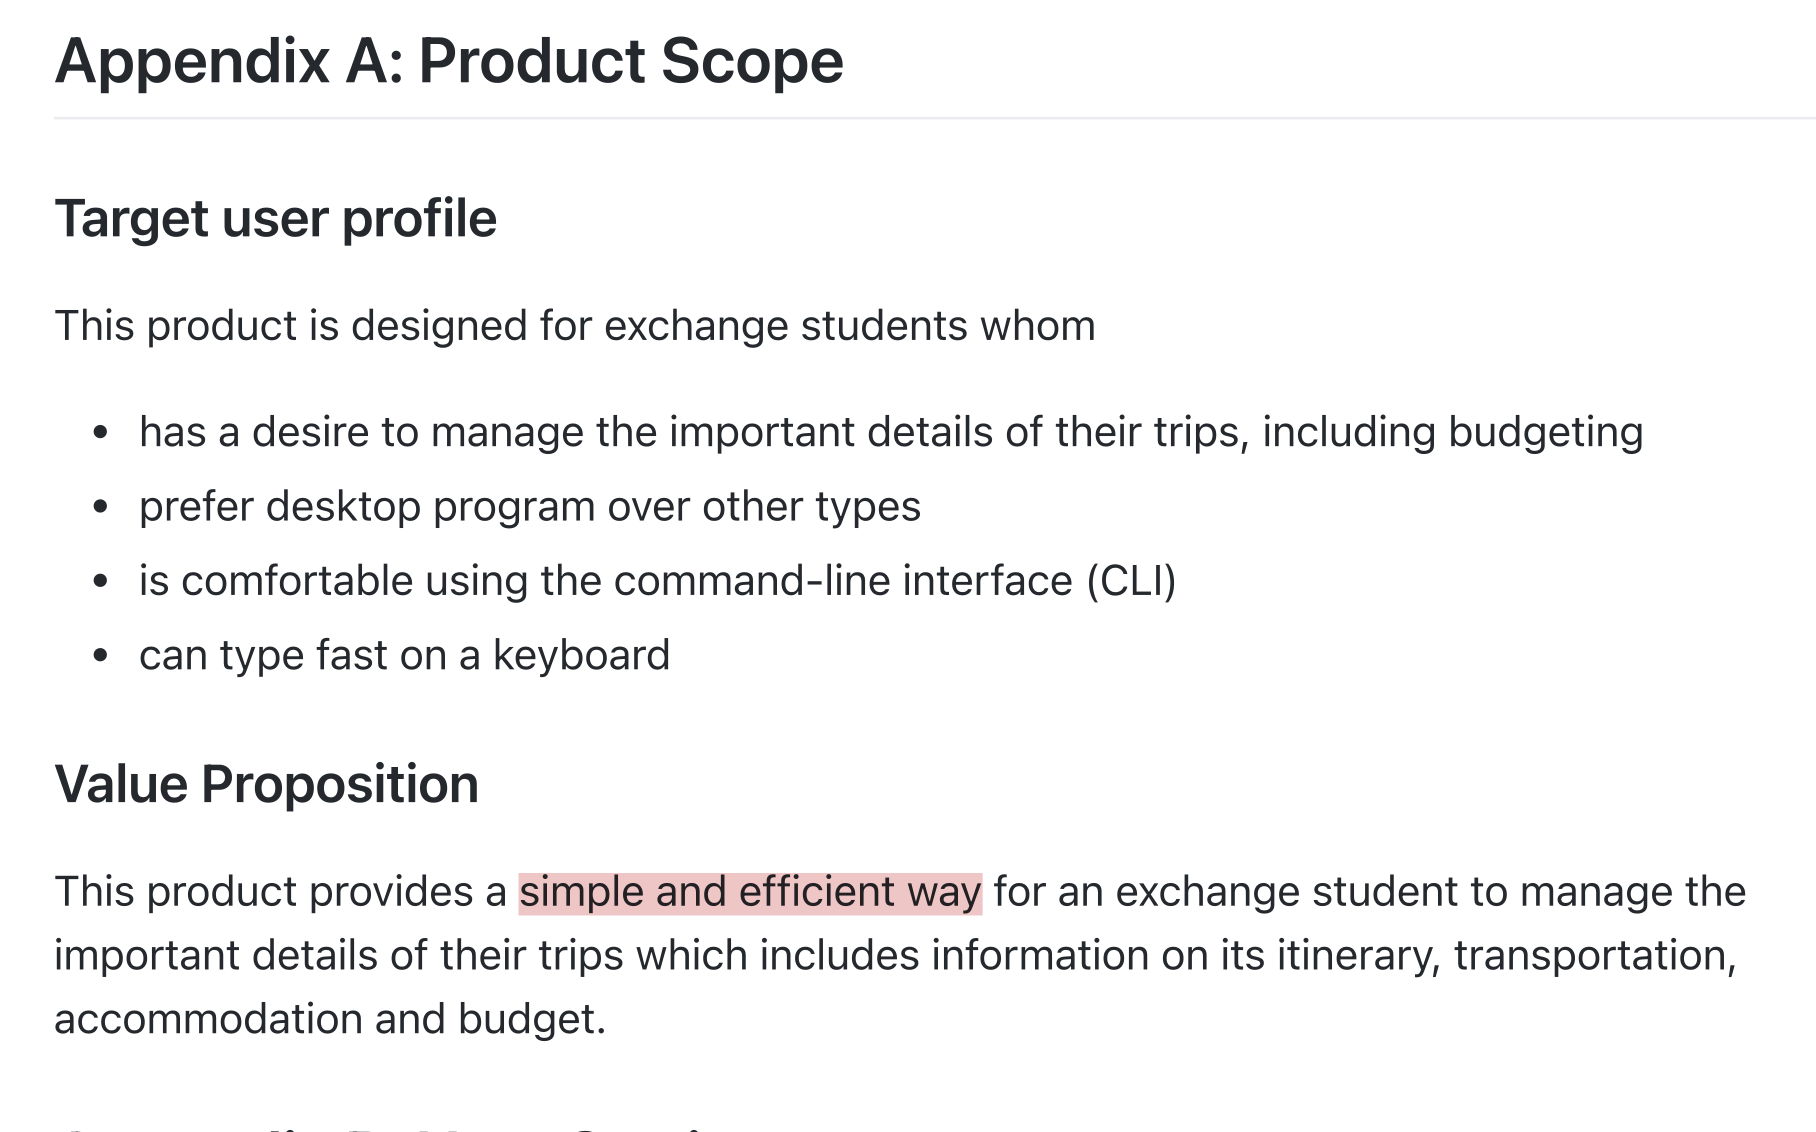 Appendix A: Product Scope
Target user profile
This product is designed for exchange students whom
• has a desire to manage the important details of their trips, including budgeting
• prefer desktop program over other types
• is comfortable using the command-line interface (CLI)
• can type fast on a keyboard
Value Proposition
This product provides a simple and efficient way for an exchange student to manage the
important details of their trips which includes information on its itinerary, transportation,
accommodation and budget.